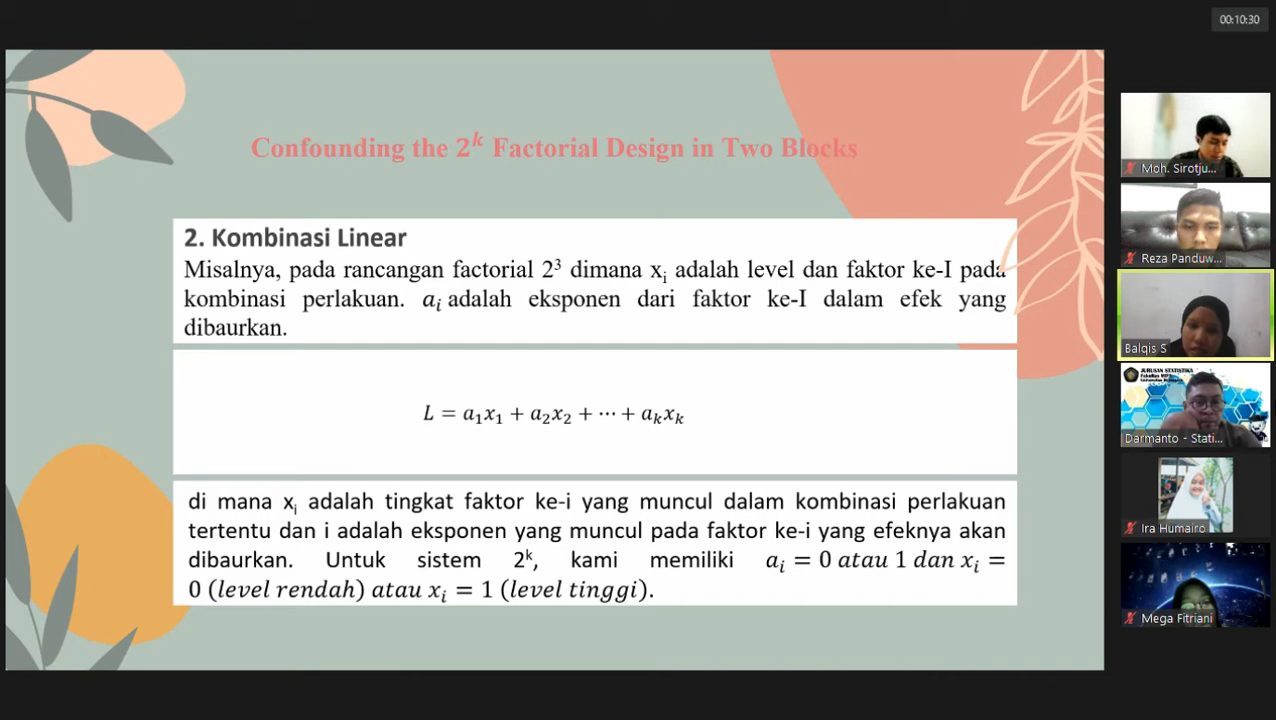 00:10:30
Confounding the 2ᵏ Factorial Design in Two Blocks
2. Kombinasi Linear
Misalnya, pada rancangan factorial 2³ dimana xᵢ adalah level dan faktor ke-I pada
kombinasi perlakuan. aᵢ adalah eksponen dari faktor ke-I dalam efek yang
dibaurkan.
L = a₁x₁ + a₂x₂ + ⋯ + aₖxₖ
di mana xᵢ adalah tingkat faktor ke-i yang muncul dalam kombinasi perlakuan
tertentu dan i adalah eksponen yang muncul pada faktor ke-i yang efeknya akan
dibaurkan. Untuk sistem 2ᵏ, kami memiliki aᵢ = 0 atau 1 dan xᵢ =
0 (level rendah) atau xᵢ = 1 (level tinggi).
Moh. Sirotju...
Reza Panduw...
Balqis S
JURUSAN STATISTIKA
Darmanto - Stati...
Ira Humairo
Mega Fitriani